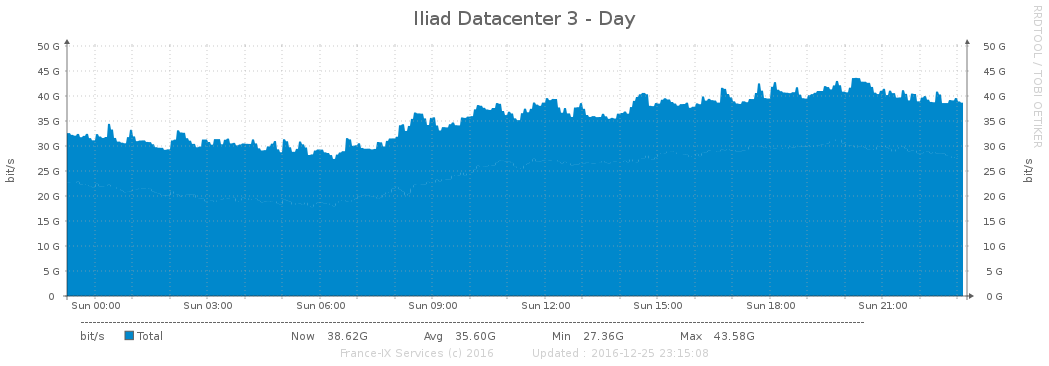 Iliad Datacenter 3 - Day
RRDTOOL / TOBI OETIKER
bit/s
bit/s
50 G 50 G
45 G 45 G
40 G 40 G
35 G 35 G
30 G 30 G
25 G 25 G
20 G 20 G
15 G 15 G
10 G 10 G
5 G 5 G
0 0 G
Sun 00:00 Sun 03:00 Sun 06:00 Sun 09:00 Sun 12:00 Sun 15:00 Sun 18:00 Sun 21:00
bit/s Total Now 38.62G Avg 35.60G Min 27.36G Max 43.58G
France-IX Services (c) 2016 Updated : 2016-12-25 23:15:08